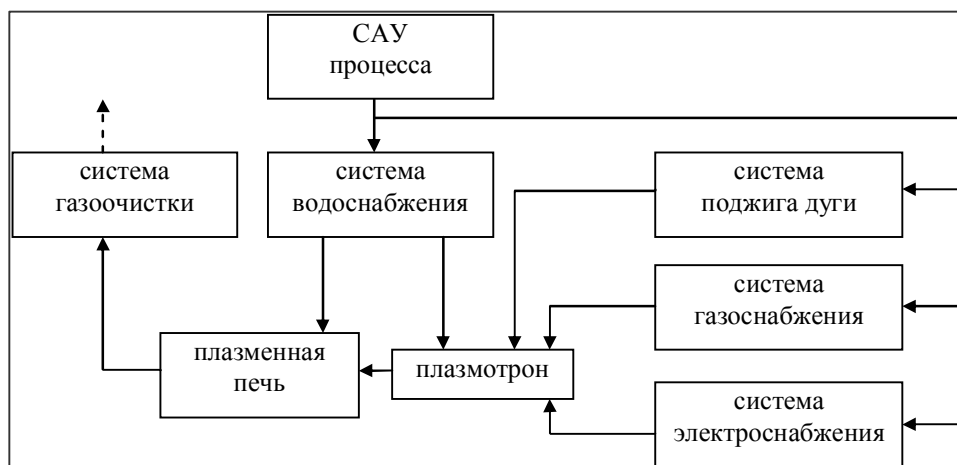 САУ
процесса
система
газоочистки
система
водоснабжения
система
поджига дуги
система
газоснабжения
плазменная
печь
плазмотрон
система
электроснабжения